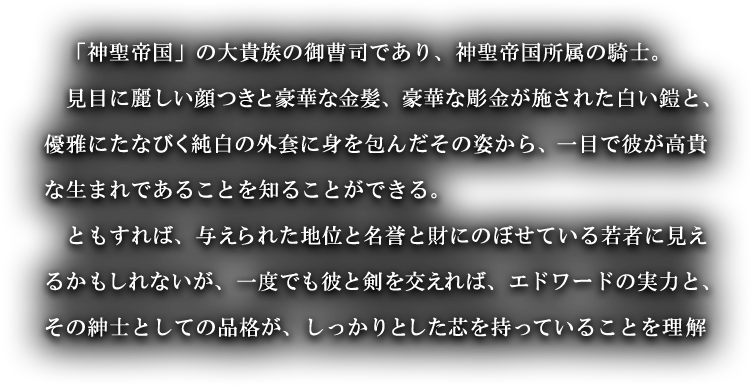 「神聖帝国」の大貴族の御曹司であり、神聖帝国所属の騎士。
見目に麗しい顔つきと豪華な金髪、豪華な彫金が施された白い鎧と、
優雅にたなびく純白の外套に身を包んだその姿から、一目で彼が高貴
な生まれであることを知ることができる。
ともすれば、与えられた地位と名誉と財にのぼせている若者に見え
るかもしれないが、一度でも彼と剣を交えれば、エドワードの実力と、
その紳士としての品格が、しっかりとした芯を持っていることを理解